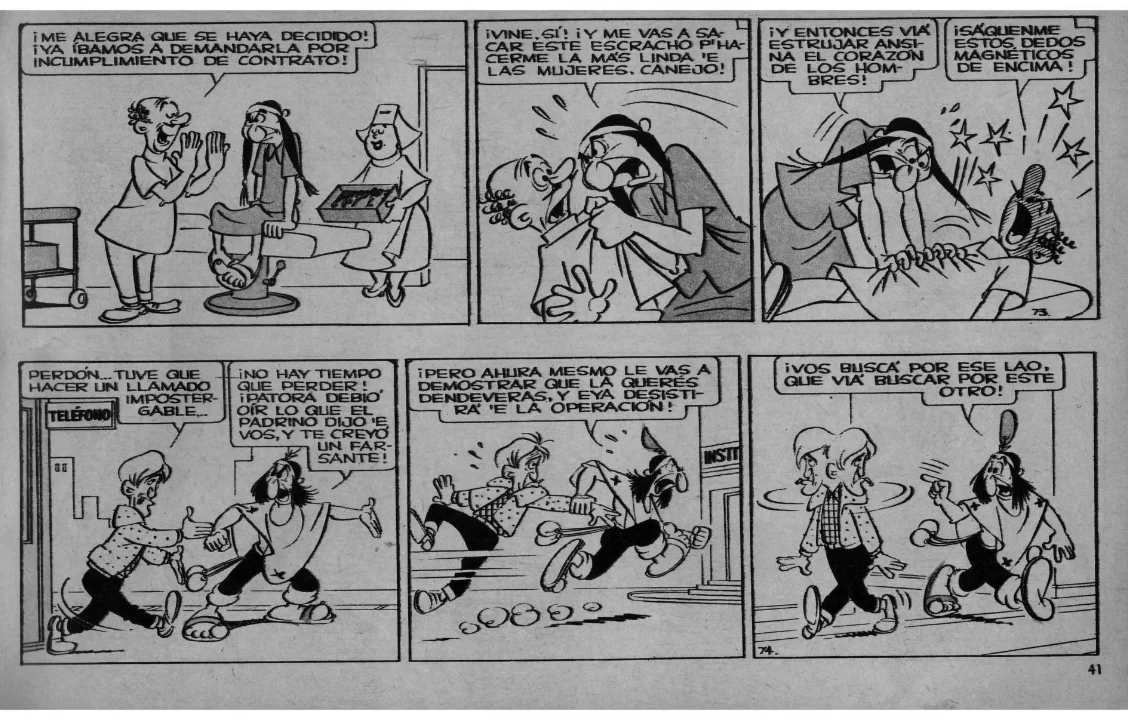 ¡ME ALEGRA QUE SE HAYA DECIDIDO!
¡YA ÍBAMOS A DEMANDARLA POR
INCUMPLIMIENTO DE CONTRATO!
¡VINE, SÍ! ¡Y ME VAS A SA-
CAR ESTE ESCRACHO P'HA-
CERME LA MÁS LINDA 'E
LAS MUJERES, CANEJO!
¡Y ENTONCES VIÁ
ESTRUJAR ANSI-
NA EL CORAZÓN
DE LOS HOM-
BRES!
¡SÁQUENME
ESTOS DEDOS
MAGNÉTICOS
DE ENCIMA!
73.
PERDÓN... TUVE QUE
HACER UN LLAMADO
IMPOSTER-
GABLE...
TELÉFONO
¡NO HAY TIEMPO
QUE PERDER!
¡PATORA DEBIÓ
OÍR LO QUE EL
PADRINO DIJO 'E
VOS, Y TE CREYÓ
UN FAR-
SANTE!
¡PERO AHURA MESMO LE VAS A
DEMOSTRAR QUE LA QUERÉS
DENDEVERAS, Y EYA DESISTI-
RÁ 'E LA OPERACIÓN!
INSTI
¡VOS BUSCÁ POR ESE LAO,
QUE VIÁ BUSCAR POR ESTE
OTRO!
74.
41